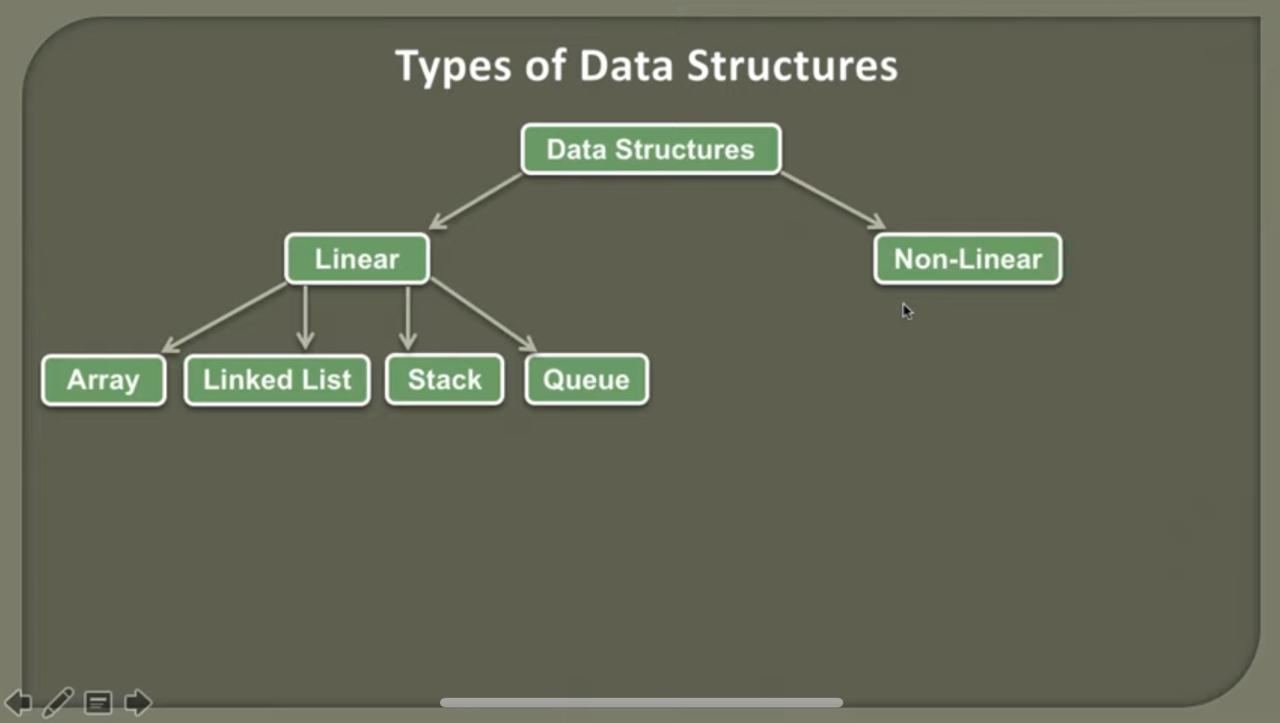 Types of Data Structures
Data Structures
Linear
Non-Linear
Array
Linked List
Stack
Queue